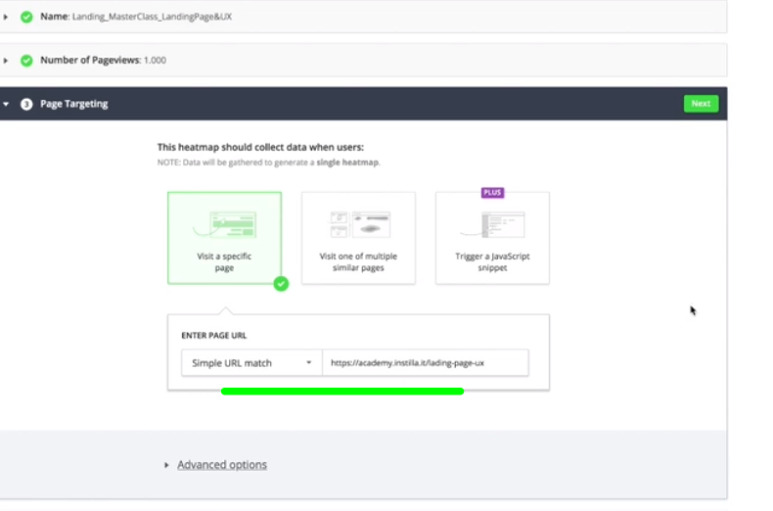 Name: Landing_MasterClass_LandingPage&UX
Number of Pageviews: 1.000
3 Page Targeting
Next
This heatmap should collect data when users:
NOTE: Data will be gathered to generate a single heatmap.
PLUS
Visit a specific
page
Visit one of multiple
similar pages
Trigger a JavaScript
snippet
ENTER PAGE URL
Simple URL match
https://academy.instilla.it/lading-page-ux
Advanced options